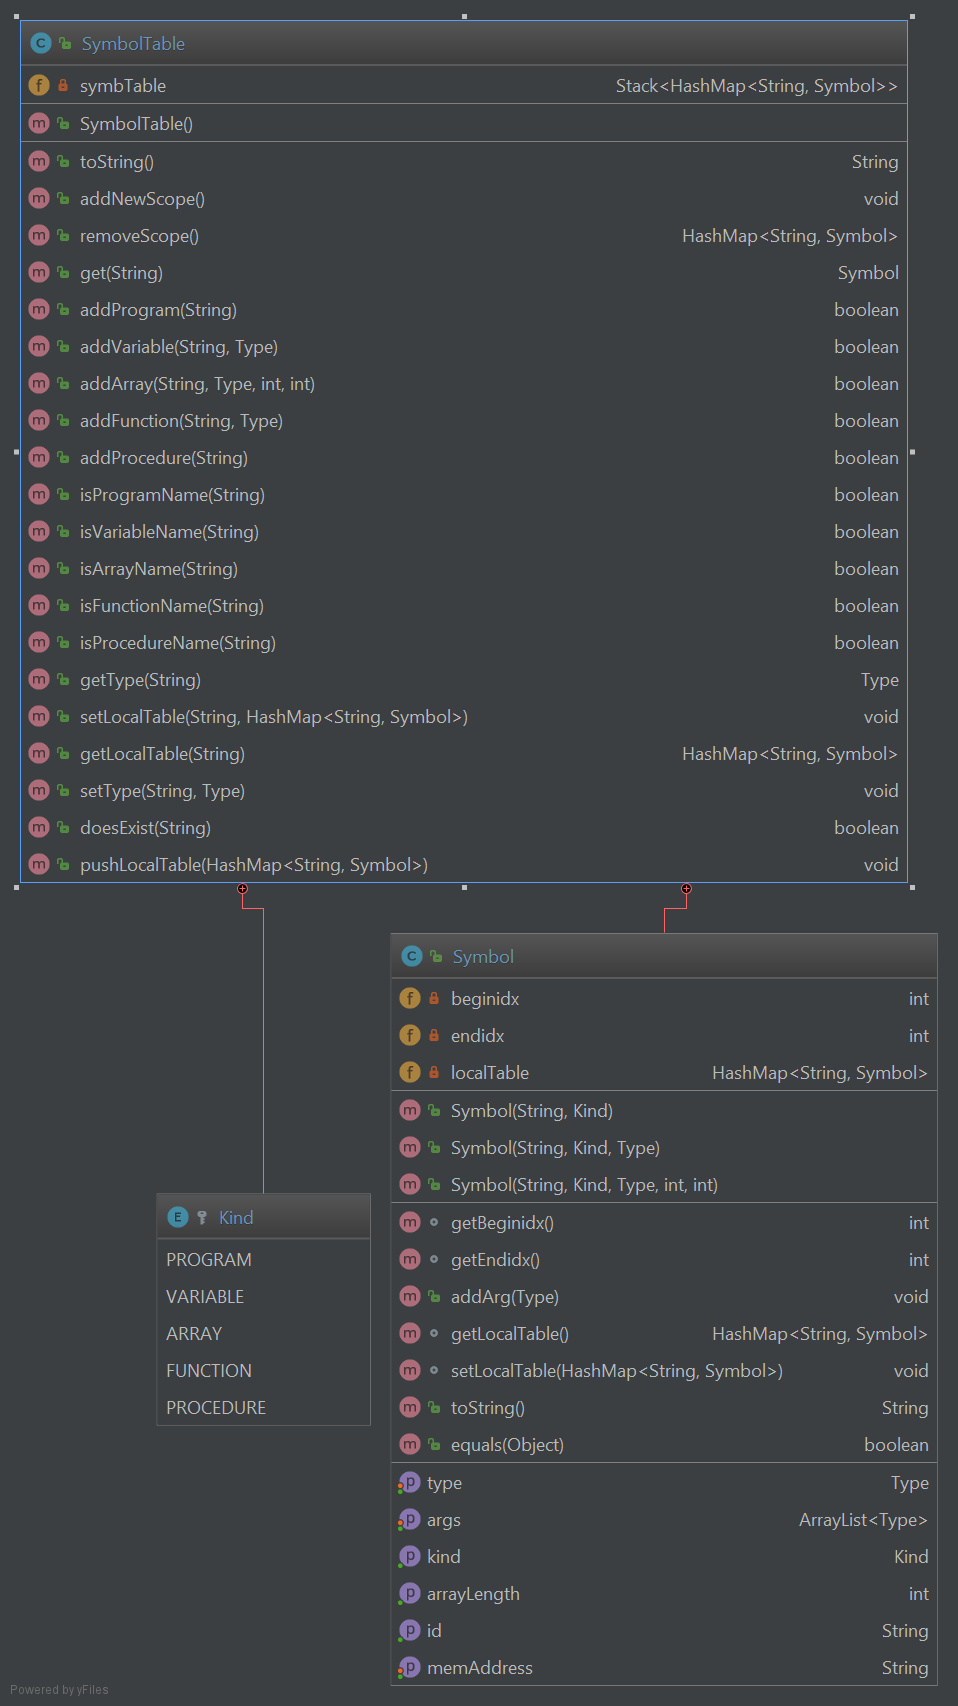 SymbolTable
symbTable Stack<HashMap<String, Symbol>>
SymbolTable()
toString() String
addNewScope() void
removeScope() HashMap<String, Symbol>
get(String) Symbol
addProgram(String) boolean
addVariable(String, Type) boolean
addArray(String, Type, int, int) boolean
addFunction(String, Type) boolean
addProcedure(String) boolean
isProgramName(String) boolean
isVariableName(String) boolean
isArrayName(String) boolean
isFunctionName(String) boolean
isProcedureName(String) boolean
getType(String) Type
setLocalTable(String, HashMap<String, Symbol>) void
getLocalTable(String) HashMap<String, Symbol>
setType(String, Type) void
doesExist(String) boolean
pushLocalTable(HashMap<String, Symbol>) void
Symbol
beginidx int
endidx int
localTable HashMap<String, Symbol>
Symbol(String, Kind)
Symbol(String, Kind, Type)
Symbol(String, Kind, Type, int, int)
getBeginidx() int
getEndidx() int
addArg(Type) void
getLocalTable() HashMap<String, Symbol>
setLocalTable(HashMap<String, Symbol>) void
toString() String
equals(Object) boolean
type Type
args ArrayList<Type>
kind Kind
arrayLength int
id String
memAddress String
Kind
PROGRAM
VARIABLE
ARRAY
FUNCTION
PROCEDURE
Powered by yFiles